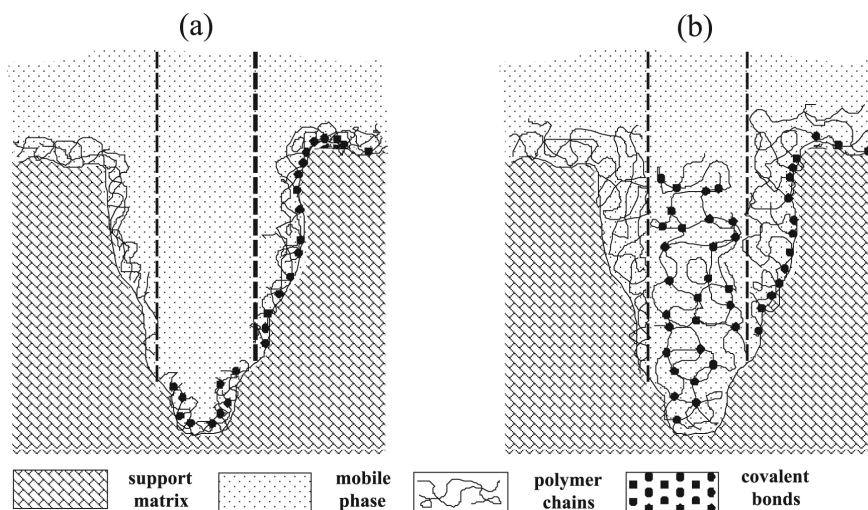 (a)
(b)
support
matrix
mobile
phase
polymer
chains
covalent
bonds